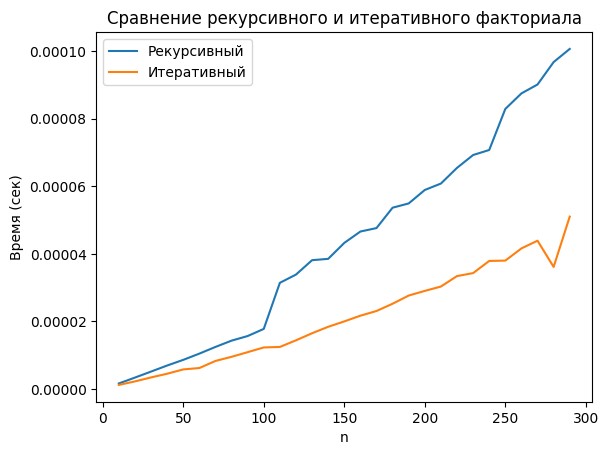 Сравнение рекурсивного и итеративного факториала
Рекурсивный
Итеративный
0.00010
0.00008
0.00006
0.00004
0.00002
0.00000
Время (сек)
0 50 100 150 200 250 300
n